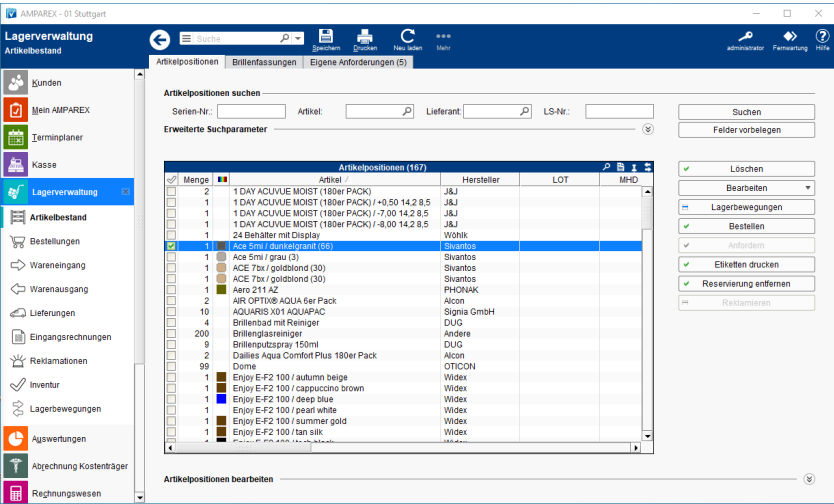 AMPAREX - 01 Stuttgart
Lagerverwaltung
Artikelbestand
Suche
Speichern
Drucken
Neu laden
Mehr
administrator
Fernwartung
Hilfe
Artikelpositionen Brillenfassungen Eigene Anforderungen (5)
Kunden
Mein AMPAREX
Terminplaner
Kasse
Lagerverwaltung
Artikelbestand
Bestellungen
Wareneingang
Warenausgang
Lieferungen
Eingangsrechnungen
Reklamationen
Inventur
Lagerbewegungen
Auswertungen
Abrechnung Kostenträger
Rechnungswesen
Artikelpositionen suchen
Serien-Nr.: Artikel: Lieferant: LS-Nr.:
Erweiterte Suchparameter
Suchen
Felder vorbelegen
Artikelpositionen (167)
Menge Artikel Hersteller LOT MHD
2 1 DAY ACUVUE MOIST (180er PACK) J&J
1 1 DAY ACUVUE MOIST (180er PACK) / +0,50 14,2 8,5 J&J
1 1 DAY ACUVUE MOIST (180er PACK) / -7,00 14,2 8,5 J&J
1 1 DAY ACUVUE MOIST (180er PACK) / -8,00 14,2 8,5 J&J
24 Behälter mit Display Wöhlk
1 Ace 5mi / dunkelgranit (66) Sivantos
1 Ace 5mi / grau (3) Sivantos
1 ACE 7bx / goldblond (30) Sivantos
1 ACE 7bx / goldblond (30) Sivantos
1 Aero 211 AZ PHONAK
2 AIR OPTIX® AQUA 6er Pack Alcon
10 AQUARIS X01 AQUAPAC Signia GmbH
4 Brillenbad mit Reiniger DUG
200 Brillenglasreiniger Andere
9 Brillenputzspray 150ml DUG
2 Dailies Aqua Comfort Plus 180er Pack Alcon
99 Dome OTICON
1 Enjoy E-F2 100 / autumn beige Widex
1 Enjoy E-F2 100 / cappuccino brown Widex
1 Enjoy E-F2 100 / deep blue Widex
1 Enjoy E-F2 100 / pearl white Widex
1 Enjoy E-F2 100 / summer gold Widex
1 Enjoy E-F2 100 / tan silk Widex
Löschen
Bearbeiten
Lagerbewegungen
Bestellen
Anfordern
Etiketten drucken
Reservierung entfernen
Reklamieren
Artikelpositionen bearbeiten